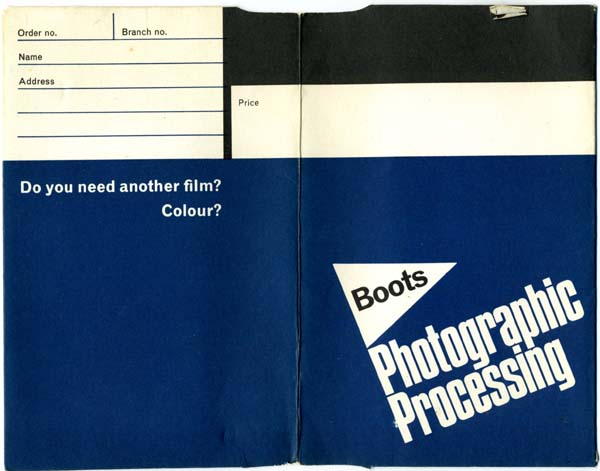 Order no. Branch no.
Name
Address
Price
Do you need another film?
Colour?
Boots
Photographic
Processing